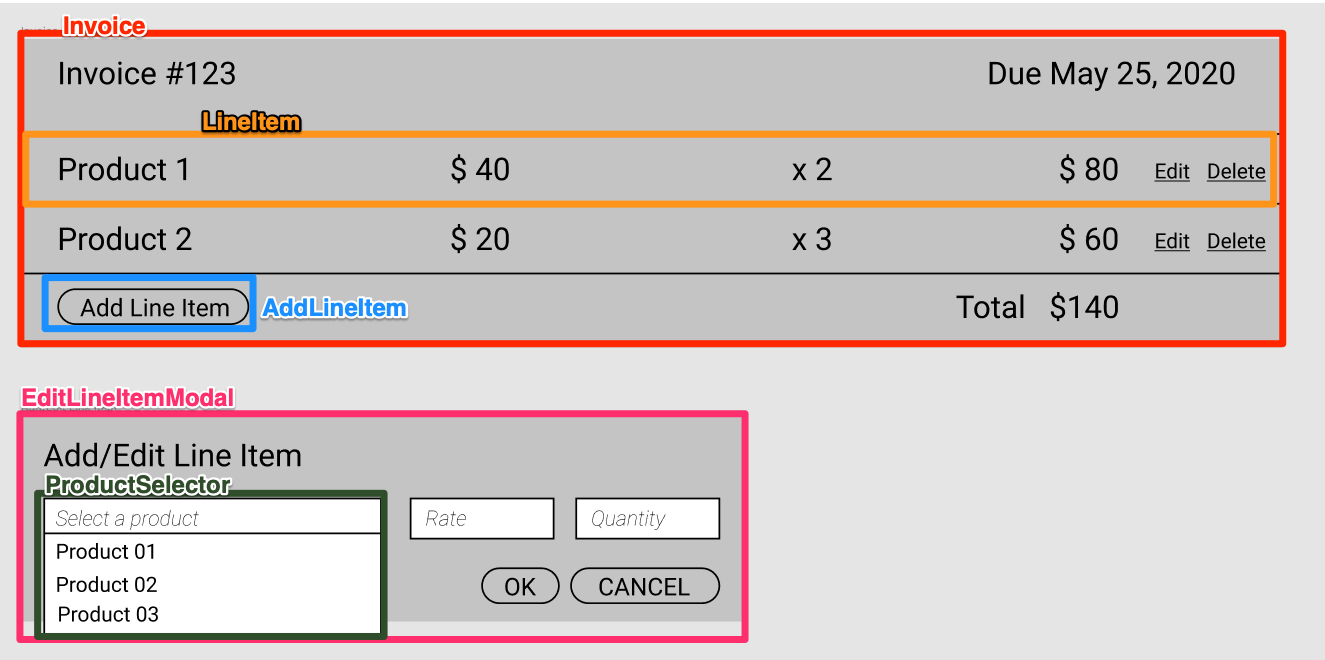 Invoice
Invoice #123 Due May 25, 2020
LineItem
Product 1 $ 40 x 2 $ 80 Edit Delete
Product 2 $ 20 x 3 $ 60 Edit Delete
Add Line Item AddLineItem Total $140
EditLineItemModal
Add/Edit Line Item
ProductSelector
Select a product Rate Quantity
Product 01
Product 02 OK CANCEL
Product 03